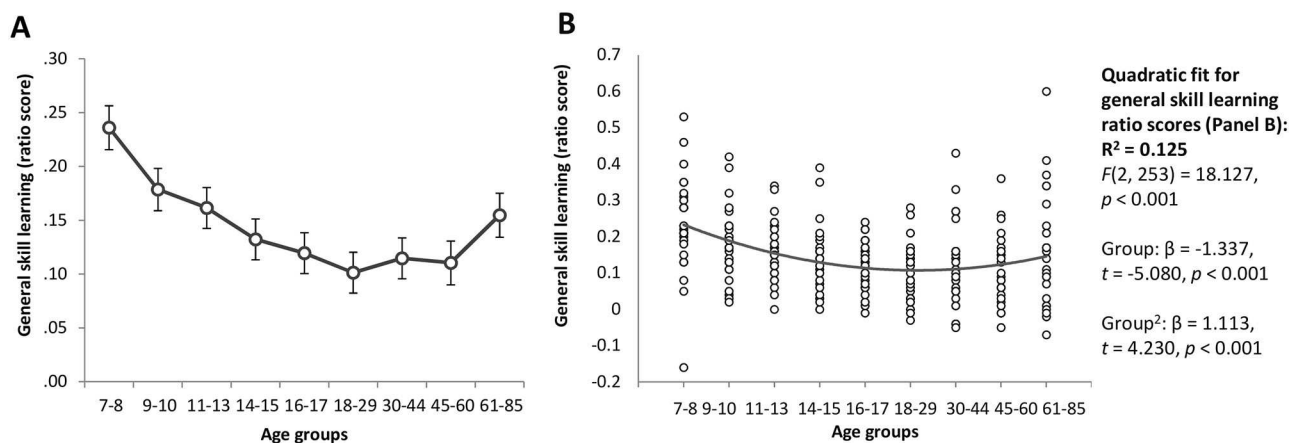 A
General skill learning (ratio score)
.30
.25
.20
.15
.10
.05
.00
7-8 9-10 11-13 14-15 16-17 18-29 30-44 45-60 61-85
Age groups
B
General skill learning (ratio score)
0.7
0.6
0.5
0.4
0.3
0.2
0.1
0
-0.1
-0.2
7-8 9-10 11-13 14-15 16-17 18-29 30-44 45-60 61-85
Age groups
Quadratic fit for
general skill learning
ratio scores (Panel B):
R² = 0.125
F(2, 253) = 18.127,
p < 0.001
Group: β = -1.337,
t = -5.080, p < 0.001
Group²: β = 1.113,
t = 4.230, p < 0.001